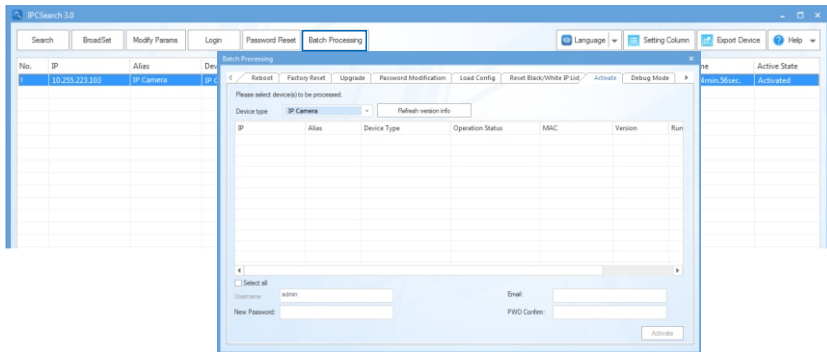 IPCSearch 3.0
Search BroadSet Modify Params Login Password Reset Batch Processing Language Setting Column Export Device Help
No. IP Alias Active State
1 10.255.223.103 IP Camera 4min.56sec. Activated
Batch Processing
Reboot Factory Reset Upgrade Password Modification Load Config Reset Black/White IP List Activate Debug Mode
Please select device(s) to be processed.
Device type IP Camera Refresh version info
IP Alias Device Type Operation Status MAC Version Run
Select all
Username: admin Email:
New Password: PWD Confirm:
Activate